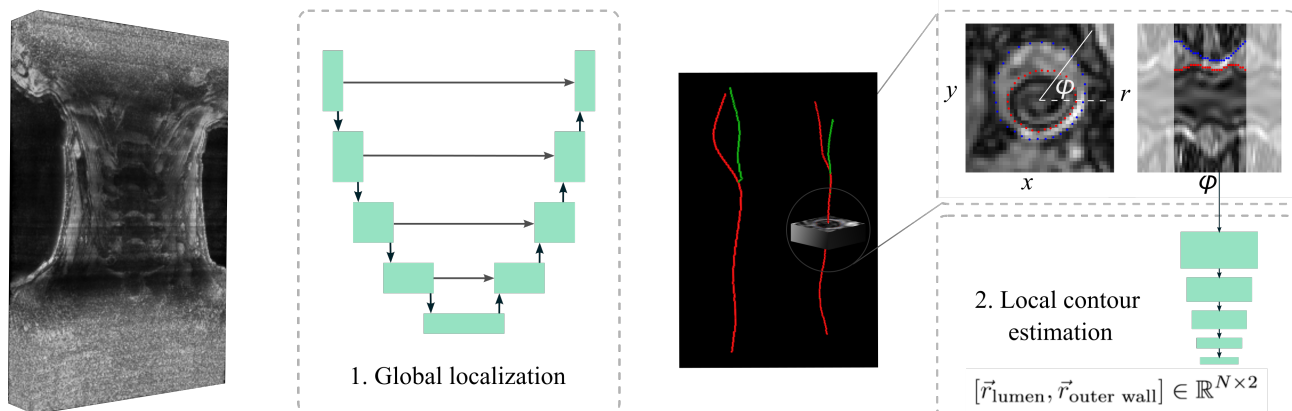 1. Global localization
y
φ
r
x
φ
2. Local contour
estimation
[r⃗lumen, r⃗outer wall] ∈ ℝN×2